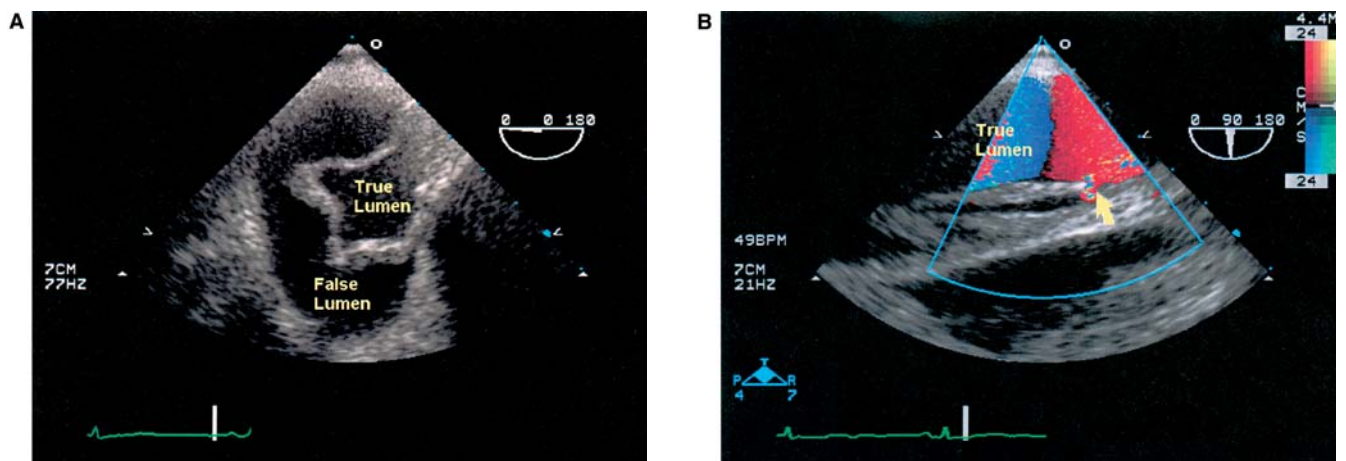 A
0 0 180
True
Lumen
False
Lumen
7CM
77HZ
B
4.4M
24
C
M
/
S
24
0 90 180
True
Lumen
49BPM
7CM
21HZ
T
P R
4 7